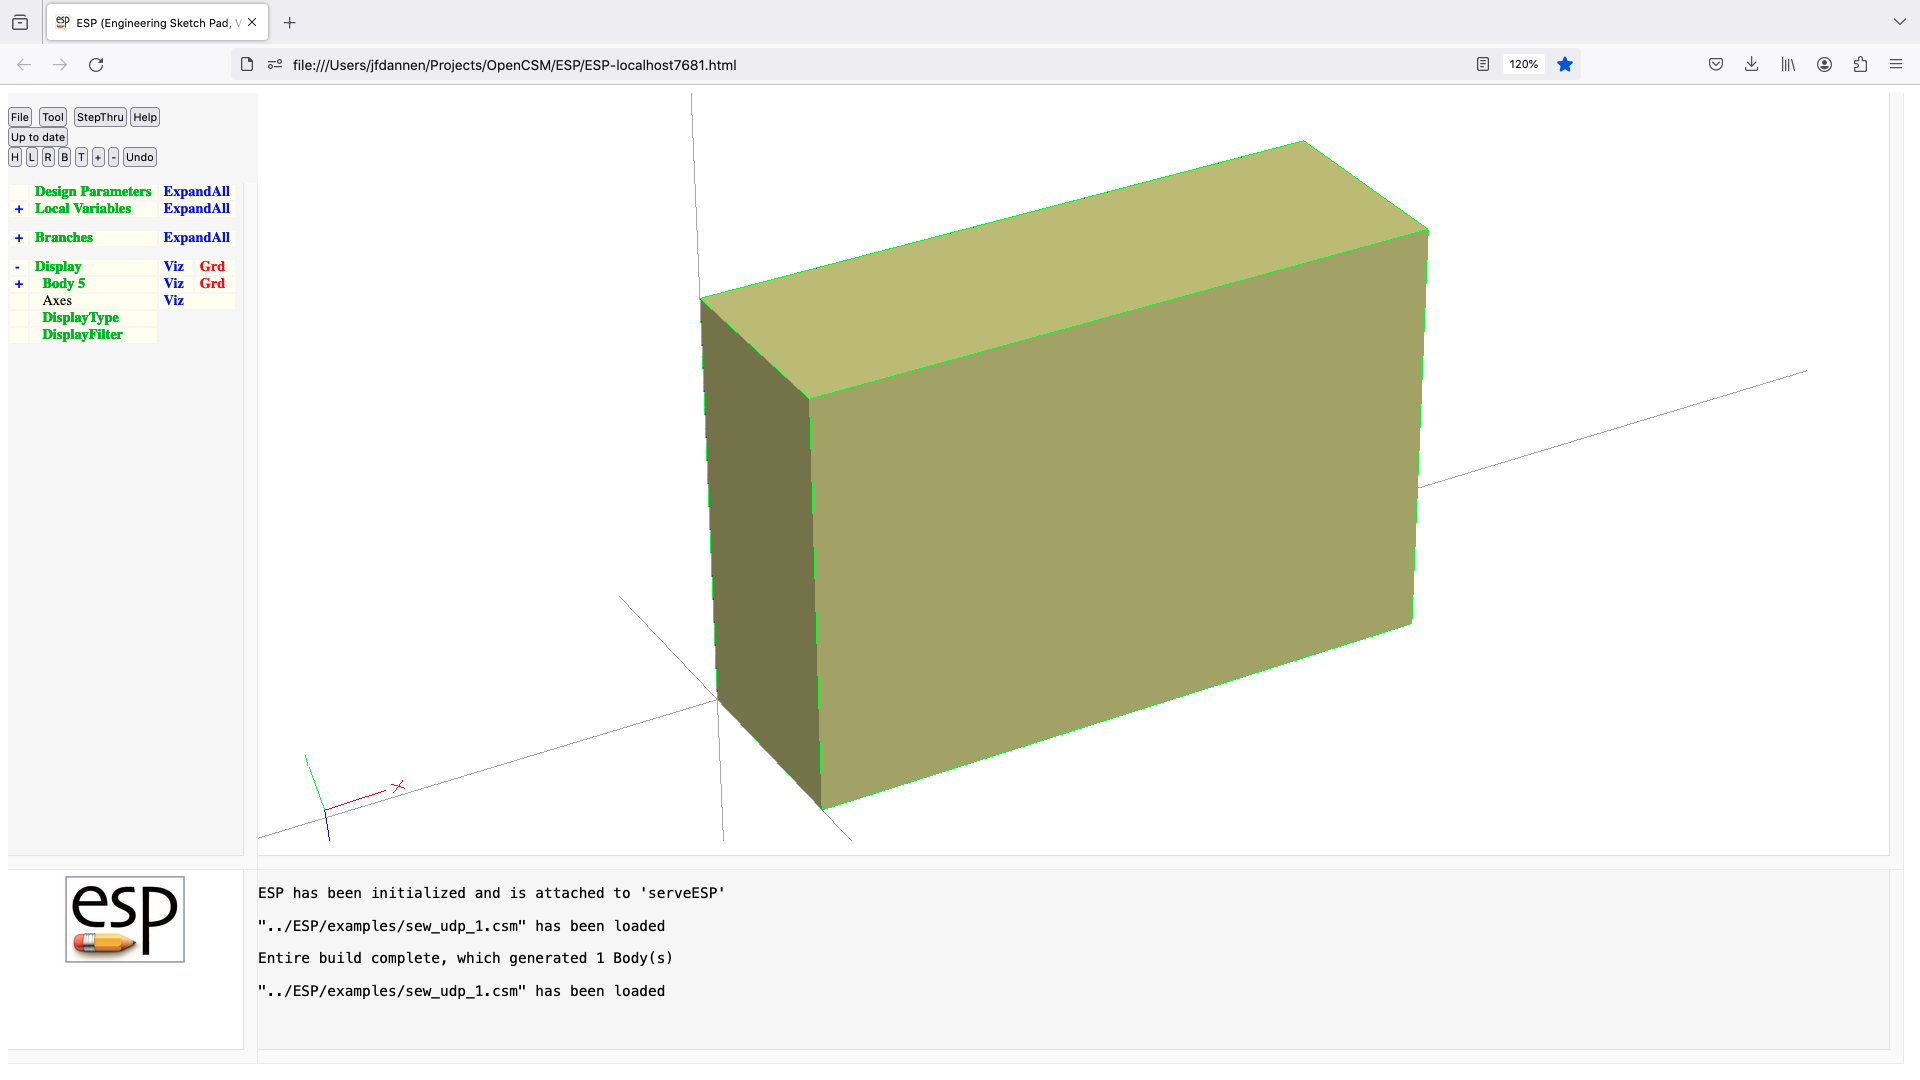 ESP (Engineering Sketch Pad, V
file:///Users/jfdannen/Projects/OpenCSM/ESP/ESP-localhost7681.html
120%
File Tool StepThru Help
Up to date
H L R B T + - Undo
Design Parameters ExpandAll
+ Local Variables ExpandAll
+ Branches ExpandAll
- Display Viz Grd
+ Body 5 Viz Grd
Axes Viz
DisplayType
DisplayFilter
X
esp
ESP has been initialized and is attached to 'serveESP'
"../ESP/examples/sew_udp_1.csm" has been loaded
Entire build complete, which generated 1 Body(s)
"../ESP/examples/sew_udp_1.csm" has been loaded